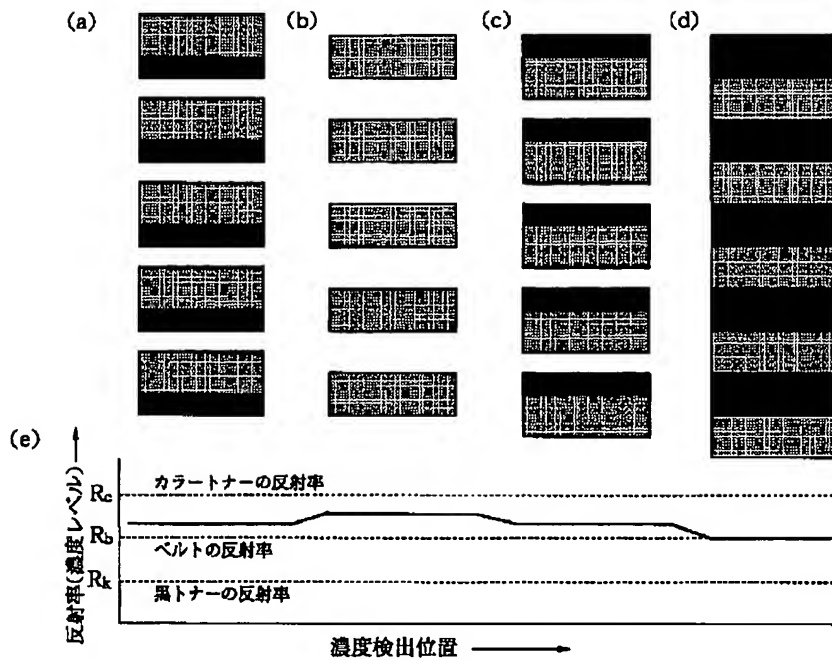 (a)
(b)
(c)
(d)
(e)
反射率(濃度レベル)
Rc
カラートナーの反射率
Rb
ベルトの反射率
Rk
黒トナーの反射率
濃度検出位置